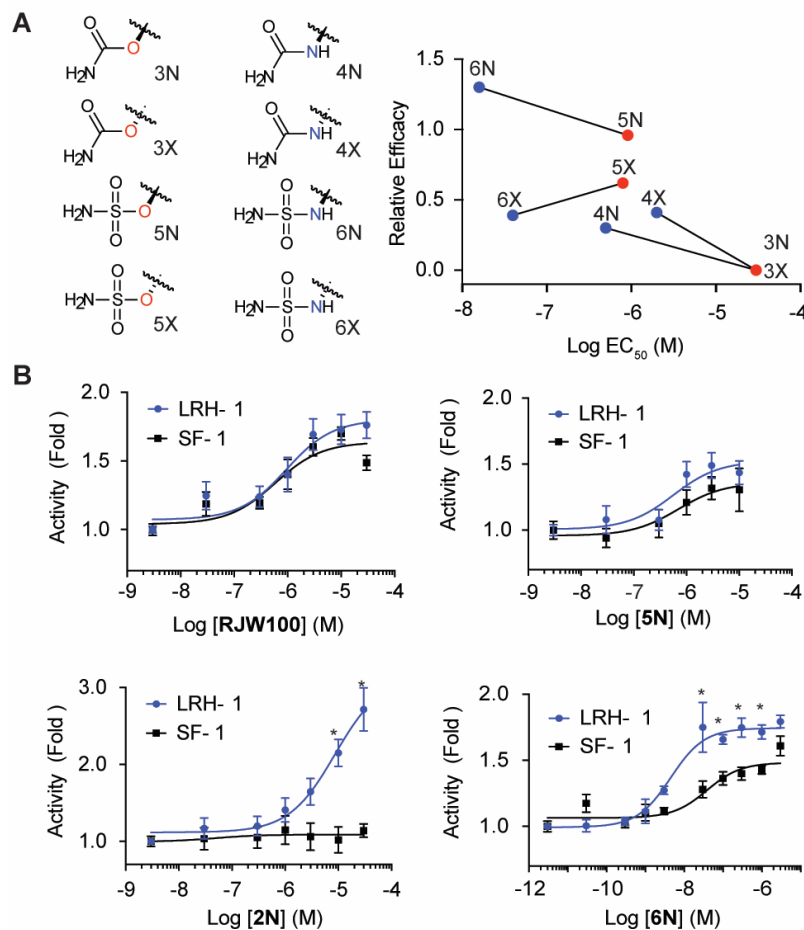 A
O
H₂N O 3N
O
H₂N NH 4N
O
H₂N O 3X
O
H₂N NH 4X
O
H₂N S O
O 5N
O
H₂N S NH
O 6N
O
H₂N S O
O 5X
O
H₂N S NH
O 6X
Relative Efficacy
1.5
1.0
0.5
0.0
6N
5N
5X
6X
4N
4X
3N
3X
-8 -7 -6 -5 -4
Log EC₅₀ (M)
B
Activity (Fold )
2.0
1.5
1.0
LRH- 1
SF- 1
-9 -8 -7 -6 -5 -4
Log [RJW100] (M)
Activity (Fold)
2.0
1.5
1.0
LRH- 1
SF- 1
-9 -8 -7 -6 -5 -4
Log [5N] (M)
Activity (Fold)
3.0
2.0
1.0
LRH- 1
SF- 1
* *
-9 -8 -7 -6 -5 -4
Log [2N] (M)
Activity (Fold)
2.0
1.5
1.0
LRH- 1
SF- 1
* * * *
-12 -10 -8 -6
Log [6N] (M)